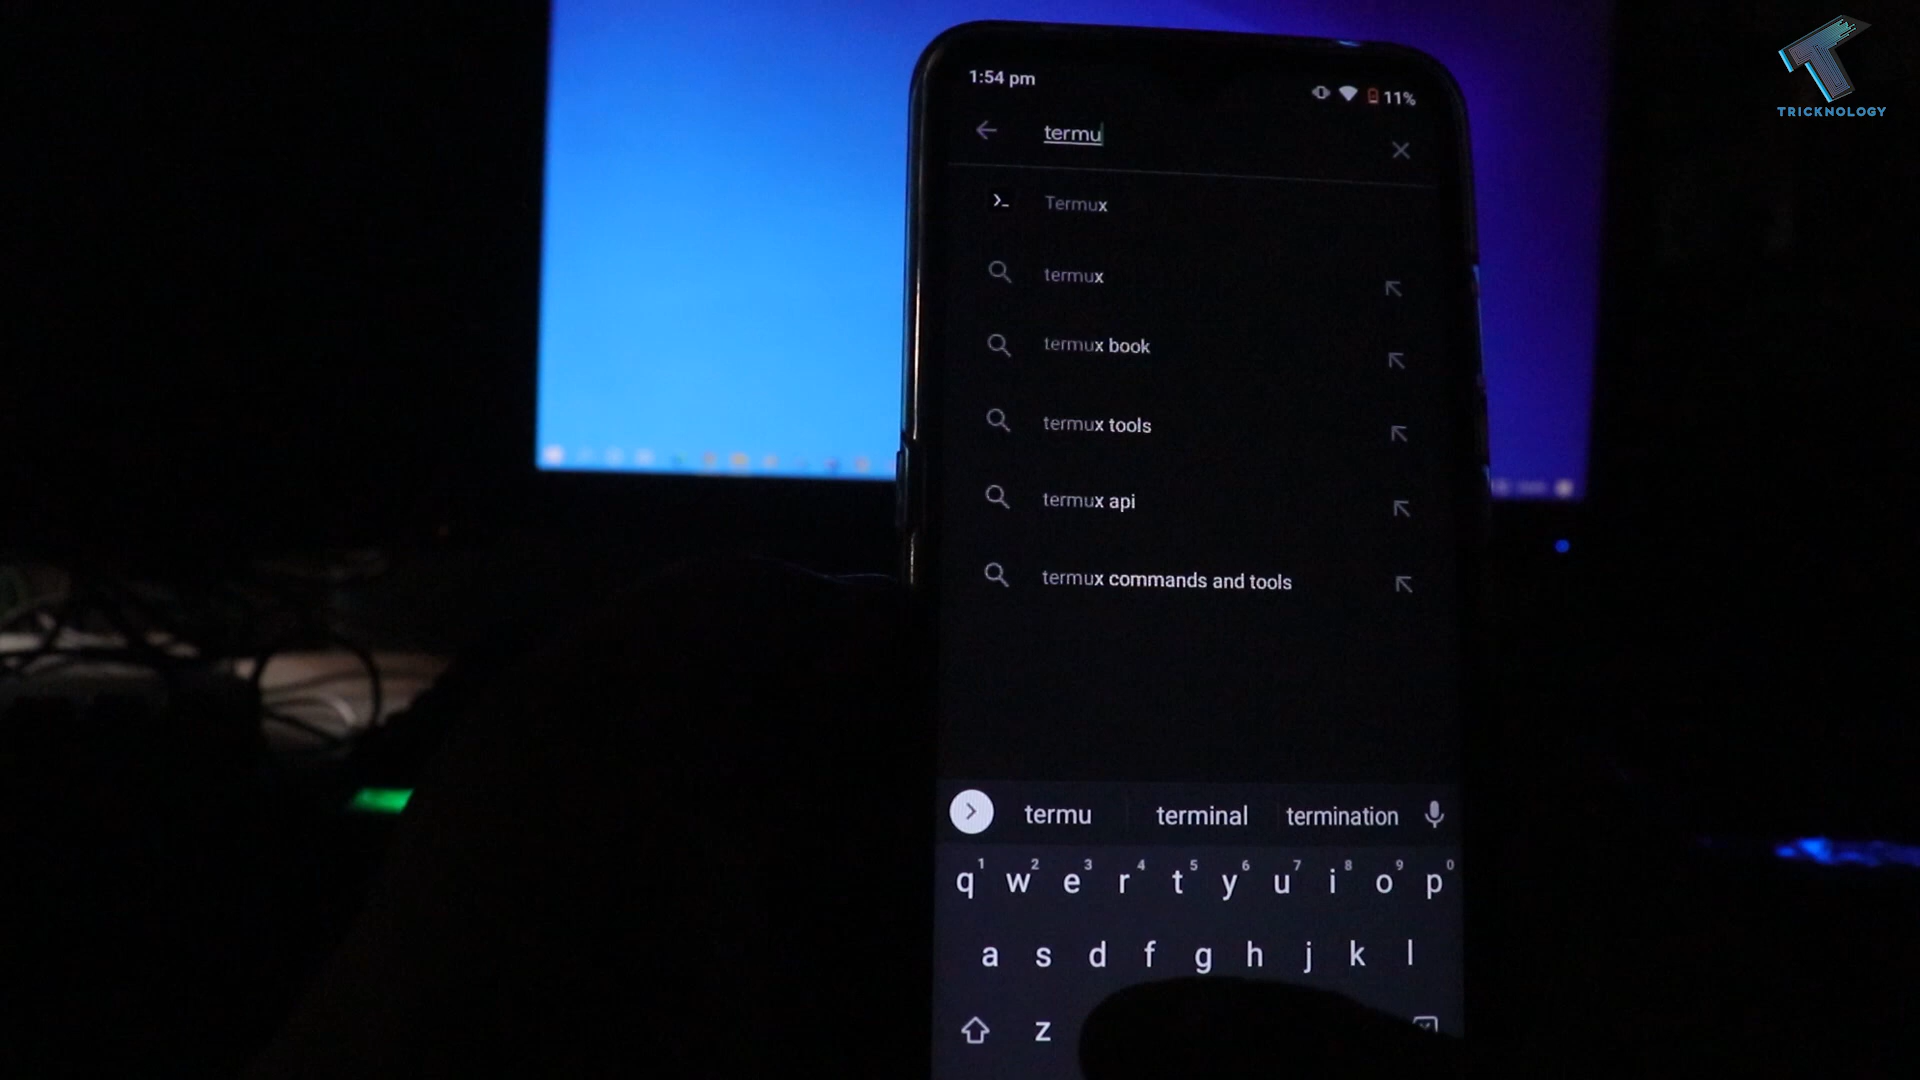 TRICKNOLOGY
1:54 pm
11%
termu
Termux
termux
termux book
termux tools
termux api
termux commands and tools
termu terminal termination
1 2 3 4 5 6 7 8 9 0
q w e r t y u i o p
a s d f g h j k l
z